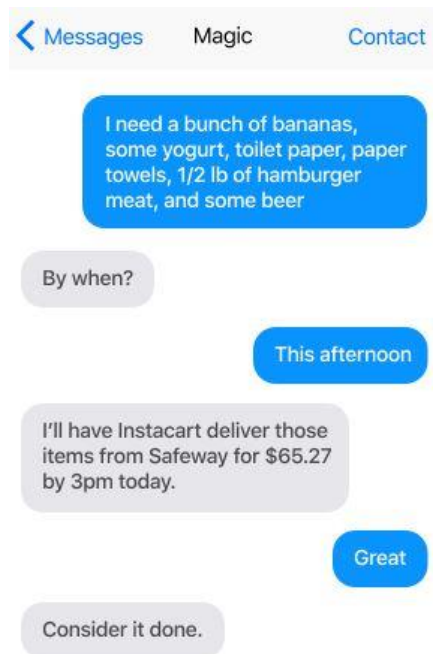 Messages Magic Contact
I need a bunch of bananas,
some yogurt, toilet paper, paper
towels, 1/2 lb of hamburger
meat, and some beer
By when?
This afternoon
I'll have Instacart deliver those
items from Safeway for $65.27
by 3pm today.
Great
Consider it done.